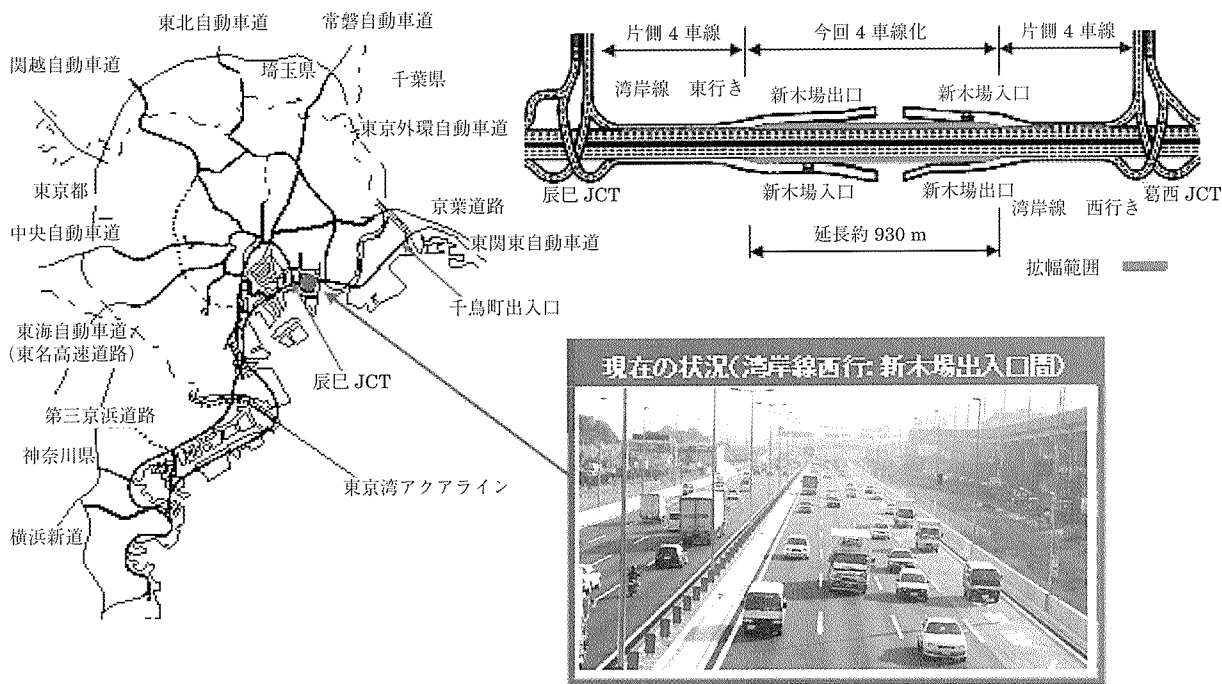 東北自動車道
常磐自動車道
関越自動車道
埼玉県
千葉県
東京外環自動車道
東京都
京葉道路
中央自動車道
東関東自動車道
千鳥町出入口
東海自動車道
(東名高速道路)
辰巳 JCT
第三京浜道路
神奈川県
東京湾アクアライン
横浜新道
片側 4 車線
今回 4 車線化
片側 4 車線
湾岸線 東行き
新木場出口
新木場入口
辰巳 JCT
新木場入口
新木場出口
湾岸線 西行き
葛西 JCT
延長約 930 m
拡幅範囲
現在の状況(湾岸線西行: 新木場出入口間)